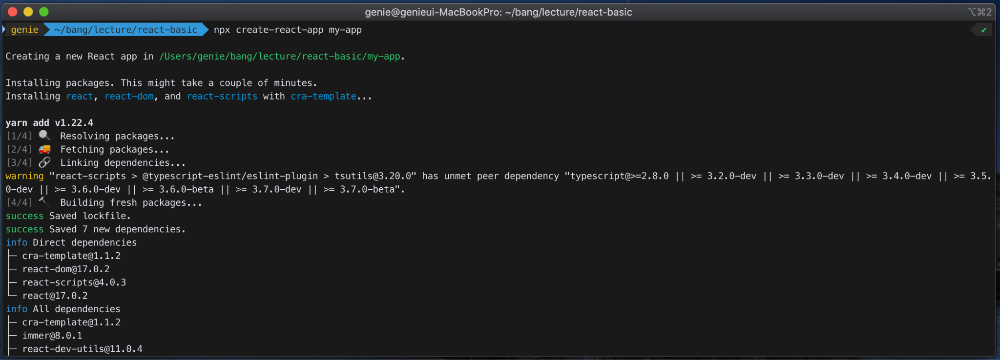 genie@genieui-MacBookPro: ~/bang/lecture/react-basic ⌥⌘2
genie ~/bang/lecture/react-basic npx create-react-app my-app ✔
Creating a new React app in /Users/genie/bang/lecture/react-basic/my-app.
Installing packages. This might take a couple of minutes.
Installing react, react-dom, and react-scripts with cra-template...
yarn add v1.22.4
[1/4] 🔍 Resolving packages...
[2/4] 🚚 Fetching packages...
[3/4] 🔗 Linking dependencies...
warning "react-scripts > @typescript-eslint/eslint-plugin > tsutils@3.20.0" has unmet peer dependency "typescript@>=2.8.0 || >= 3.2.0-dev || >= 3.3.0-dev || >= 3.4.0-dev || >= 3.5.
0-dev || >= 3.6.0-dev || >= 3.6.0-beta || >= 3.7.0-dev || >= 3.7.0-beta".
[4/4] 🔨 Building fresh packages...
success Saved lockfile.
success Saved 7 new dependencies.
info Direct dependencies
├─ cra-template@1.1.2
├─ react-dom@17.0.2
├─ react-scripts@4.0.3
└─ react@17.0.2
info All dependencies
├─ cra-template@1.1.2
├─ immer@8.0.1
├─ react-dev-utils@11.0.4